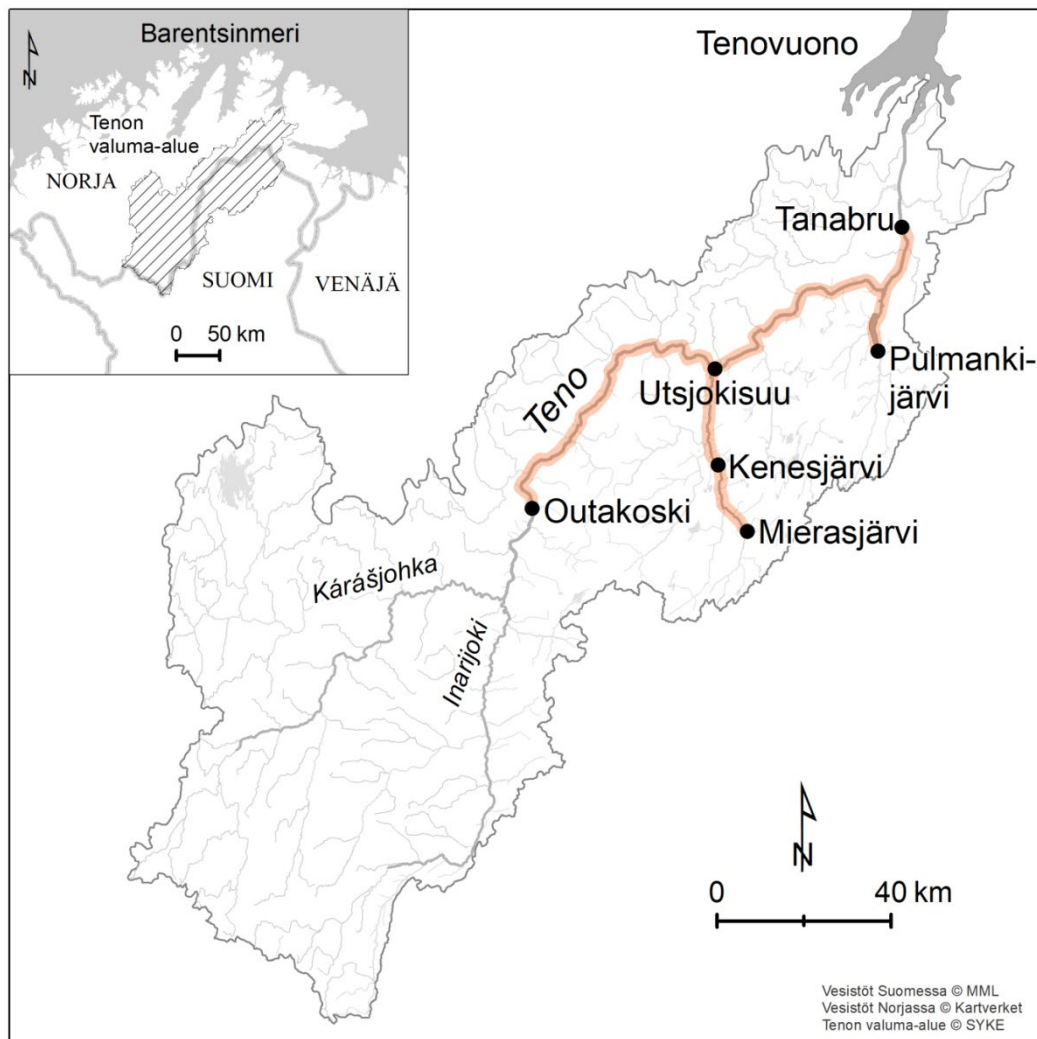 Barentsinmeri
N
Tenon
valuma-alue
NORJA
SUOMI
VENÄJÄ
0 50 km
Tenovuono
Tanabru
Pulmanki-
järvi
Utsjokisuu
Teno
Kenesjärvi
Outakoski
Mierasjärvi
Kárášjohka
Inarijoki
N
0 40 km
Vesistöt Suomessa © MML
Vesistöt Norjassa © Kartverket
Tenon valuma-alue © SYKE